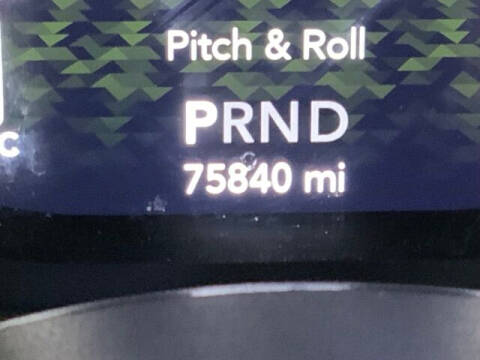 Pitch & Roll
PRND
C
75840 mi